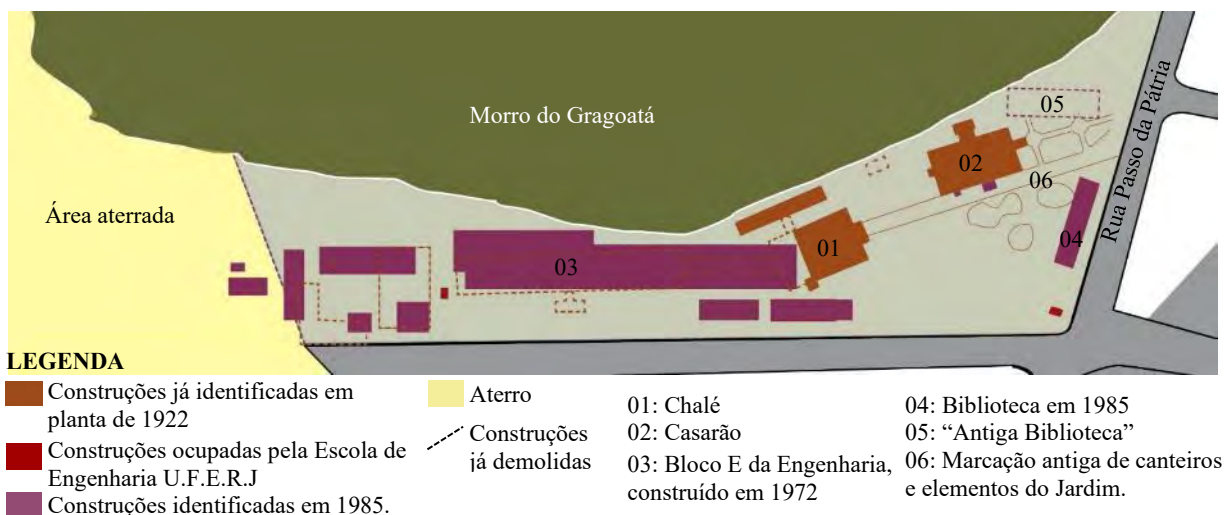 Morro do Gragoatá
Área aterrada
Rua Passo da Pátria
05
02
06
04
01
03
LEGENDA
Construções já identificadas em
planta de 1922
Construções ocupadas pela Escola de
Engenharia U.F.E.R.J
Construções identificadas em 1985.
Aterro
Construções
já demolidas
01: Chalé
02: Casarão
03: Bloco E da Engenharia,
construído em 1972
04: Biblioteca em 1985
05: “Antiga Biblioteca”
06: Marcação antiga de canteiros
e elementos do Jardim.